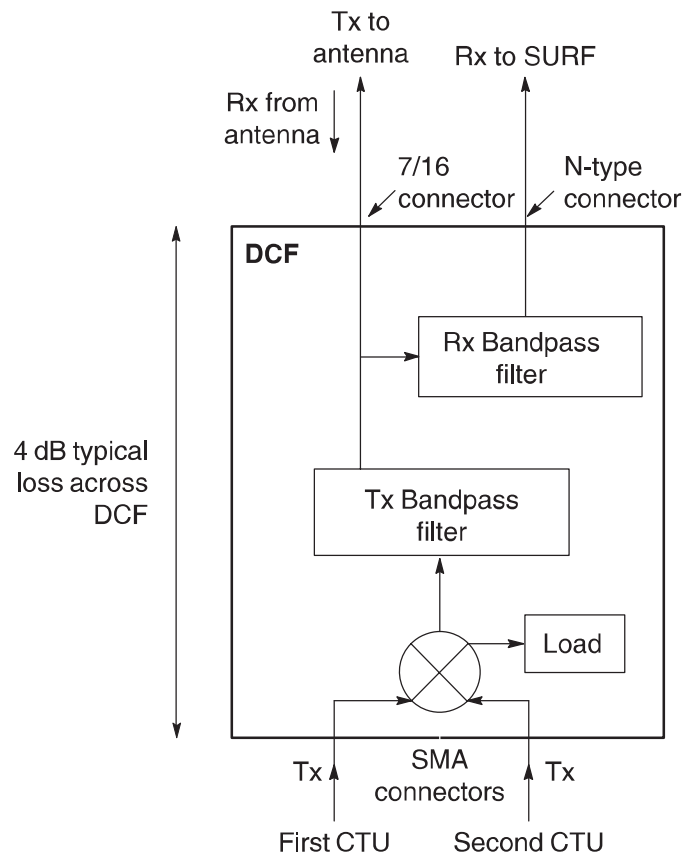 Tx to
antenna
Rx to SURF
Rx from
antenna
7/16
connector
N-type
connector
DCF
Rx Bandpass
filter
4 dB typical
loss across
DCF
Tx Bandpass
filter
Load
Tx
SMA
connectors
Tx
First CTU
Second CTU